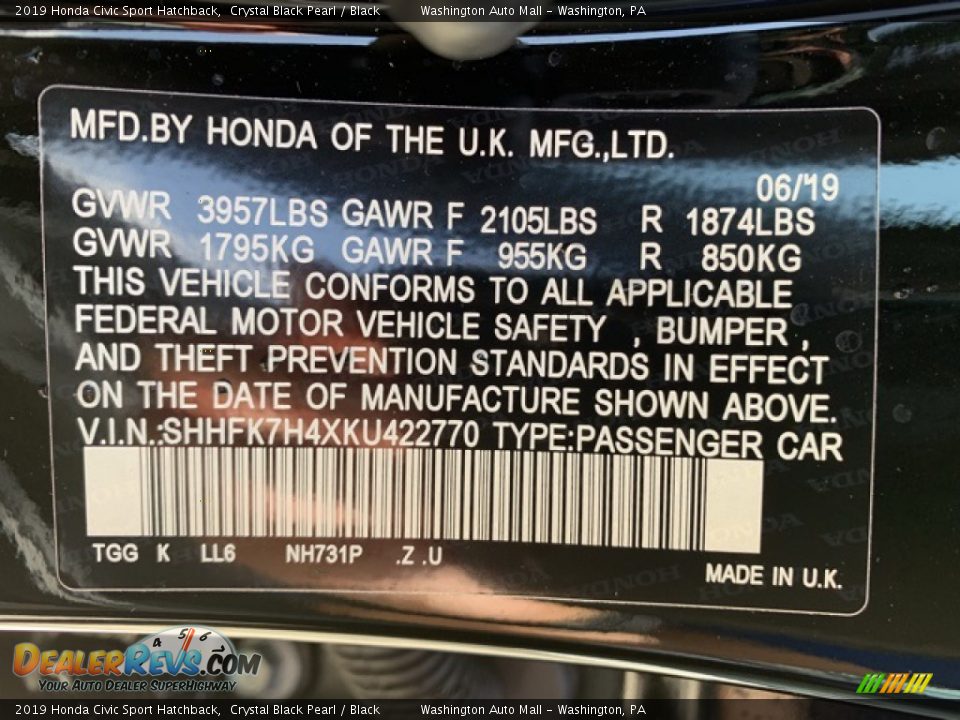 2019 Honda Civic Sport Hatchback, Crystal Black Pearl / Black Washington Auto Mall - Washington, PA
MFD.BY HONDA OF THE U.K. MFG.,LTD.
06/'19
GVWR 3957LBS GAWR F 2105LBS R 1874LBS
GVWR 1795KG GAWR F 955KG R 850KG
THIS VEHICLE CONFORMS TO ALL APPLICABLE
FEDERAL MOTOR VEHICLE SAFETY , BUMPER ,
AND THEFT PREVENTION STANDARDS IN EFFECT
ON THE DATE OF MANUFACTURE SHOWN ABOVE.
V.I.N.:SHHFK7H4XKU422770 TYPE:PASSENGER CAR
TGG K LL6 NH731P .Z .U
MADE IN U.K.
4 5 6
DEALERREVS.COM
YOUR AUTO DEALER SUPERHIGHWAY
2019 Honda Civic Sport Hatchback, Crystal Black Pearl / Black Washington Auto Mall - Washington, PA